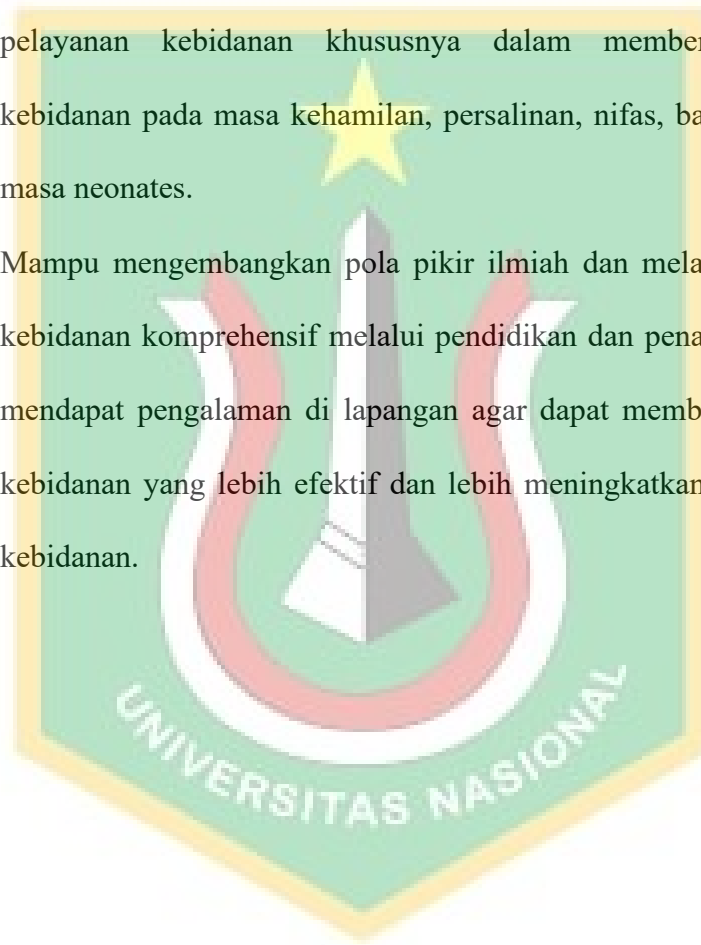 pelayanan kebidanan khususnya dalam member
kebidanan pada masa kehamilan, persalinan, nifas, ba
masa neonates.
Mampu mengembangkan pola pikir ilmiah dan mela
kebidanan komprehensif melalui pendidikan dan pena
mendapat pengalaman di lapangan agar dapat memb
kebidanan yang lebih efektif dan lebih meningkatkan
kebidanan.
UNIVERSITAS NASIONAL